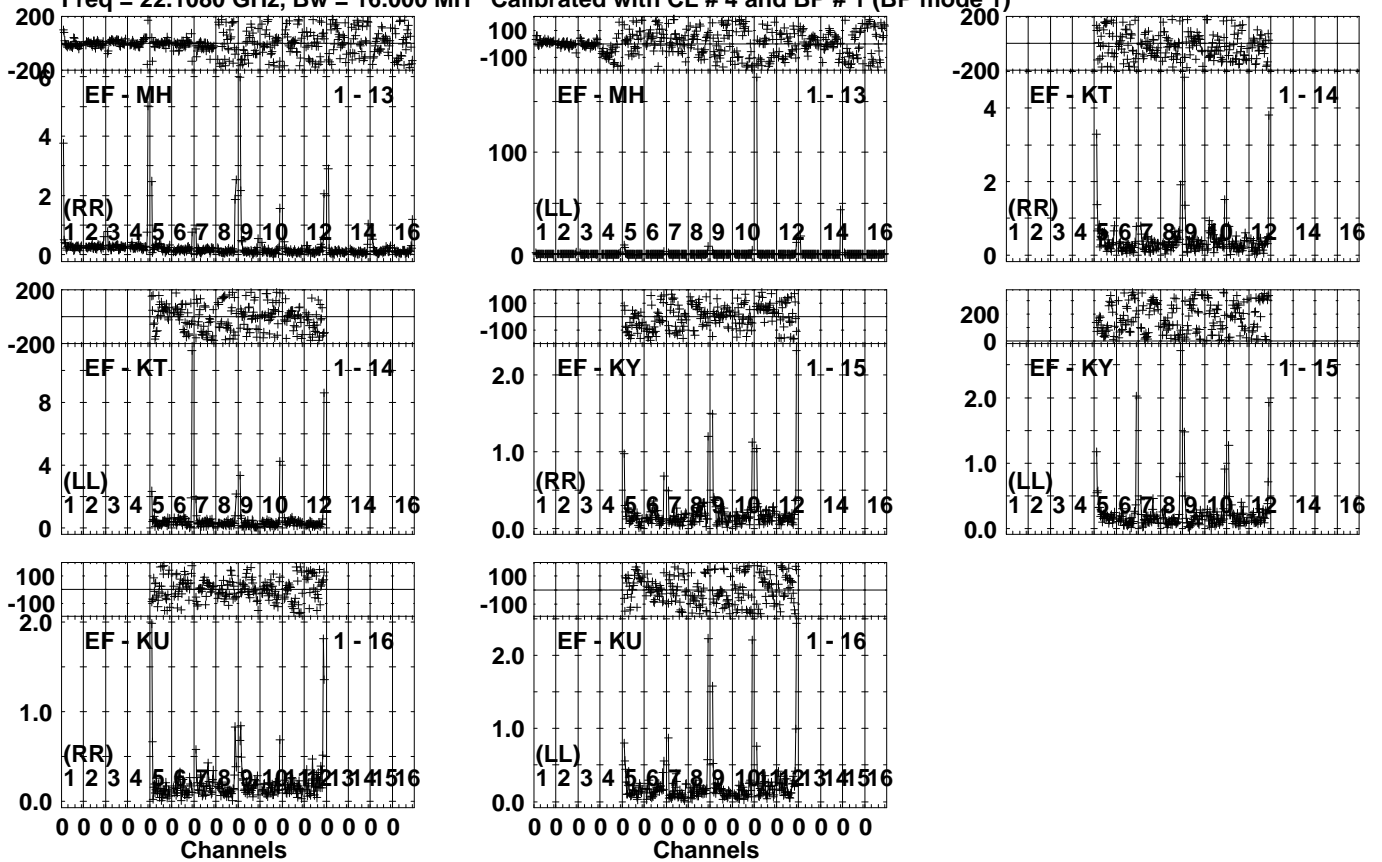 Freq = 22.1080 GHz, Bw = 16.000 MH Calibrated with CL # 4 and BP # 1 (BP mode 1)
200
-200
EF - MH 1 - 13
4
2
0
(RR)
1 2 3 4 5 6 7 8 9 10 12 14 16
100
-100
EF - MH 1 - 13
100
0
(LL)
1 2 3 4 5 6 7 8 9 10 12 14 16
200
-200
EF - KT 1 - 14
4
2
0
(RR)
1 2 3 4 5 6 7 8 9 10 12 14 16
200
-200
EF - KT 1 - 14
8
4
0
(LL)
1 2 3 4 5 6 7 8 9 10 12 14 16
100
-100
EF - KY 1 - 15
2.0
1.0
0.0
(RR)
1 2 3 4 5 6 7 8 9 10 12 14 16
200
0
EF - KY 1 - 15
2.0
1.0
0.0
(LL)
1 2 3 4 5 6 7 8 9 10 12 14 16
100
-100
EF - KU 1 - 16
2.0
1.0
0.0
(RR)
1 2 3 4 5 6 7 8 9 10 11 12 13 14 15 16
0 0 0 0 0 0 0 0 0 0 0 0 0 0 0 0
Channels
100
-100
EF - KU 1 - 16
2.0
1.0
0.0
(LL)
1 2 3 4 5 6 7 8 9 10 11 12 13 14 15 16
0 0 0 0 0 0 0 0 0 0 0 0 0 0 0 0
Channels